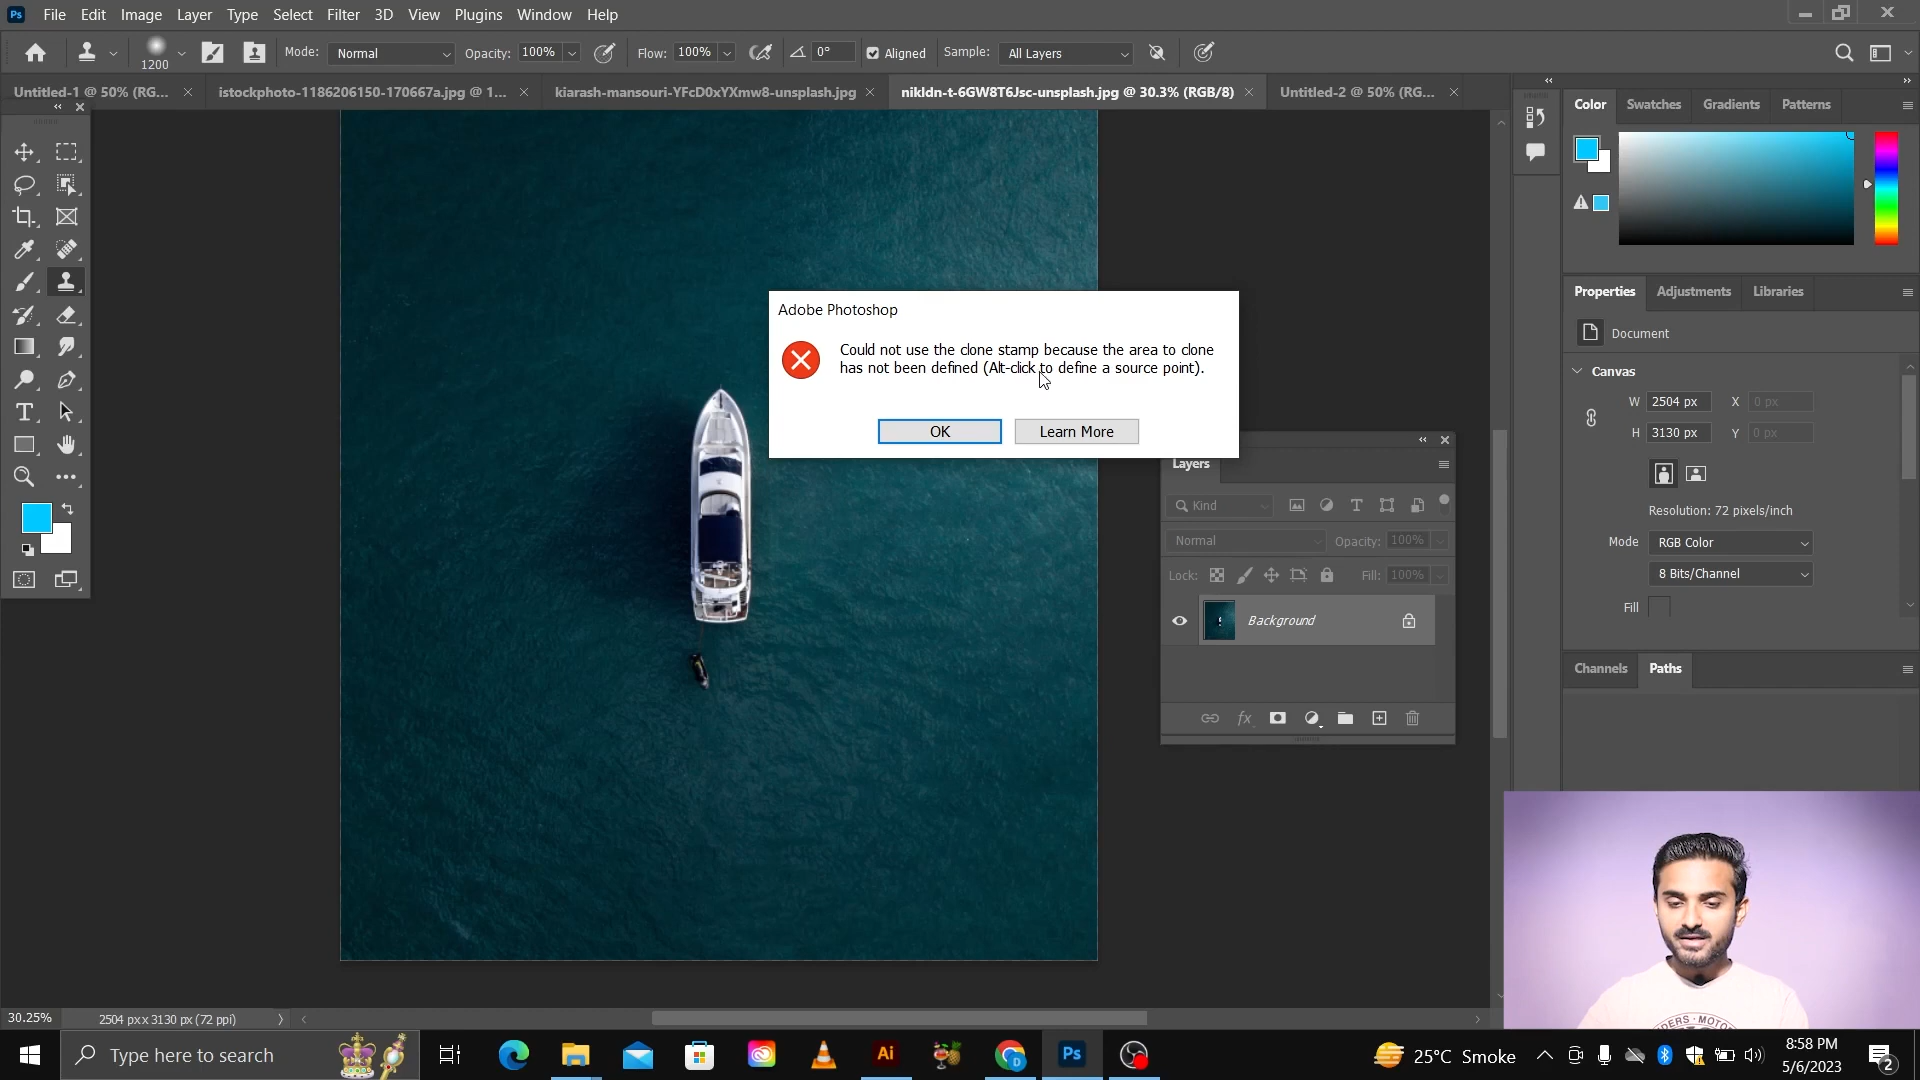 Ps File Edit Image Layer Type Select Filter 3D View Plugins Window Help
1200 Mode: Normal Opacity: 100% Flow: 100% 0° Aligned Sample: All Layers
Untitled-1 @ 50% (RG... istockphoto-1186206150-170667a.jpg @ 1... kiarash-mansouri-YFcD0xYXmw8-unsplash.jpg nikldn-t-6GW8T6Jsc-unsplash.jpg @ 30.3% (RGB/8) Untitled-2 @ 50% (RG...
Color Swatches Gradients Patterns
Properties Adjustments Libraries
Document
Canvas
W 2504 px X 0 px
H 3130 px Y 0 px
Resolution: 72 pixels/inch
Mode RGB Color
8 Bits/Channel
Fill
Channels Paths
Adobe Photoshop
Could not use the clone stamp because the area to clone
has not been defined (Alt-click to define a source point).
OK Learn More
Layers
Kind
Normal Opacity: 100%
Lock: Fill: 100%
Background
fx
30.25% 2504 px x 3130 px (72 ppi)
DERS · MOTO
Type here to search
Ai
D
Ps
25°C Smoke
8:58 PM
5/6/2023
2